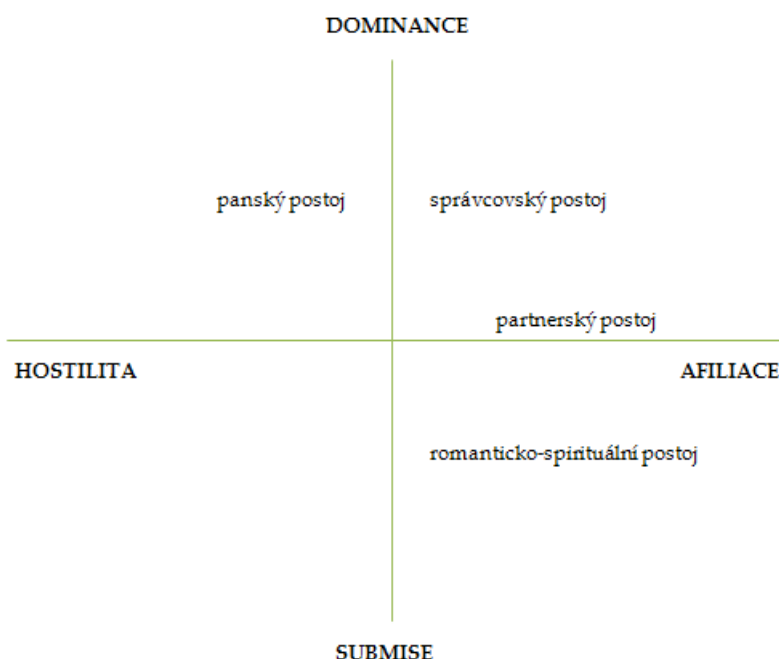 DOMINANCE
panský postoj
správcovský postoj
partnerský postoj
HOSTILITA
AFILIACE
romanticko-spirituální postoj
SUBMISE